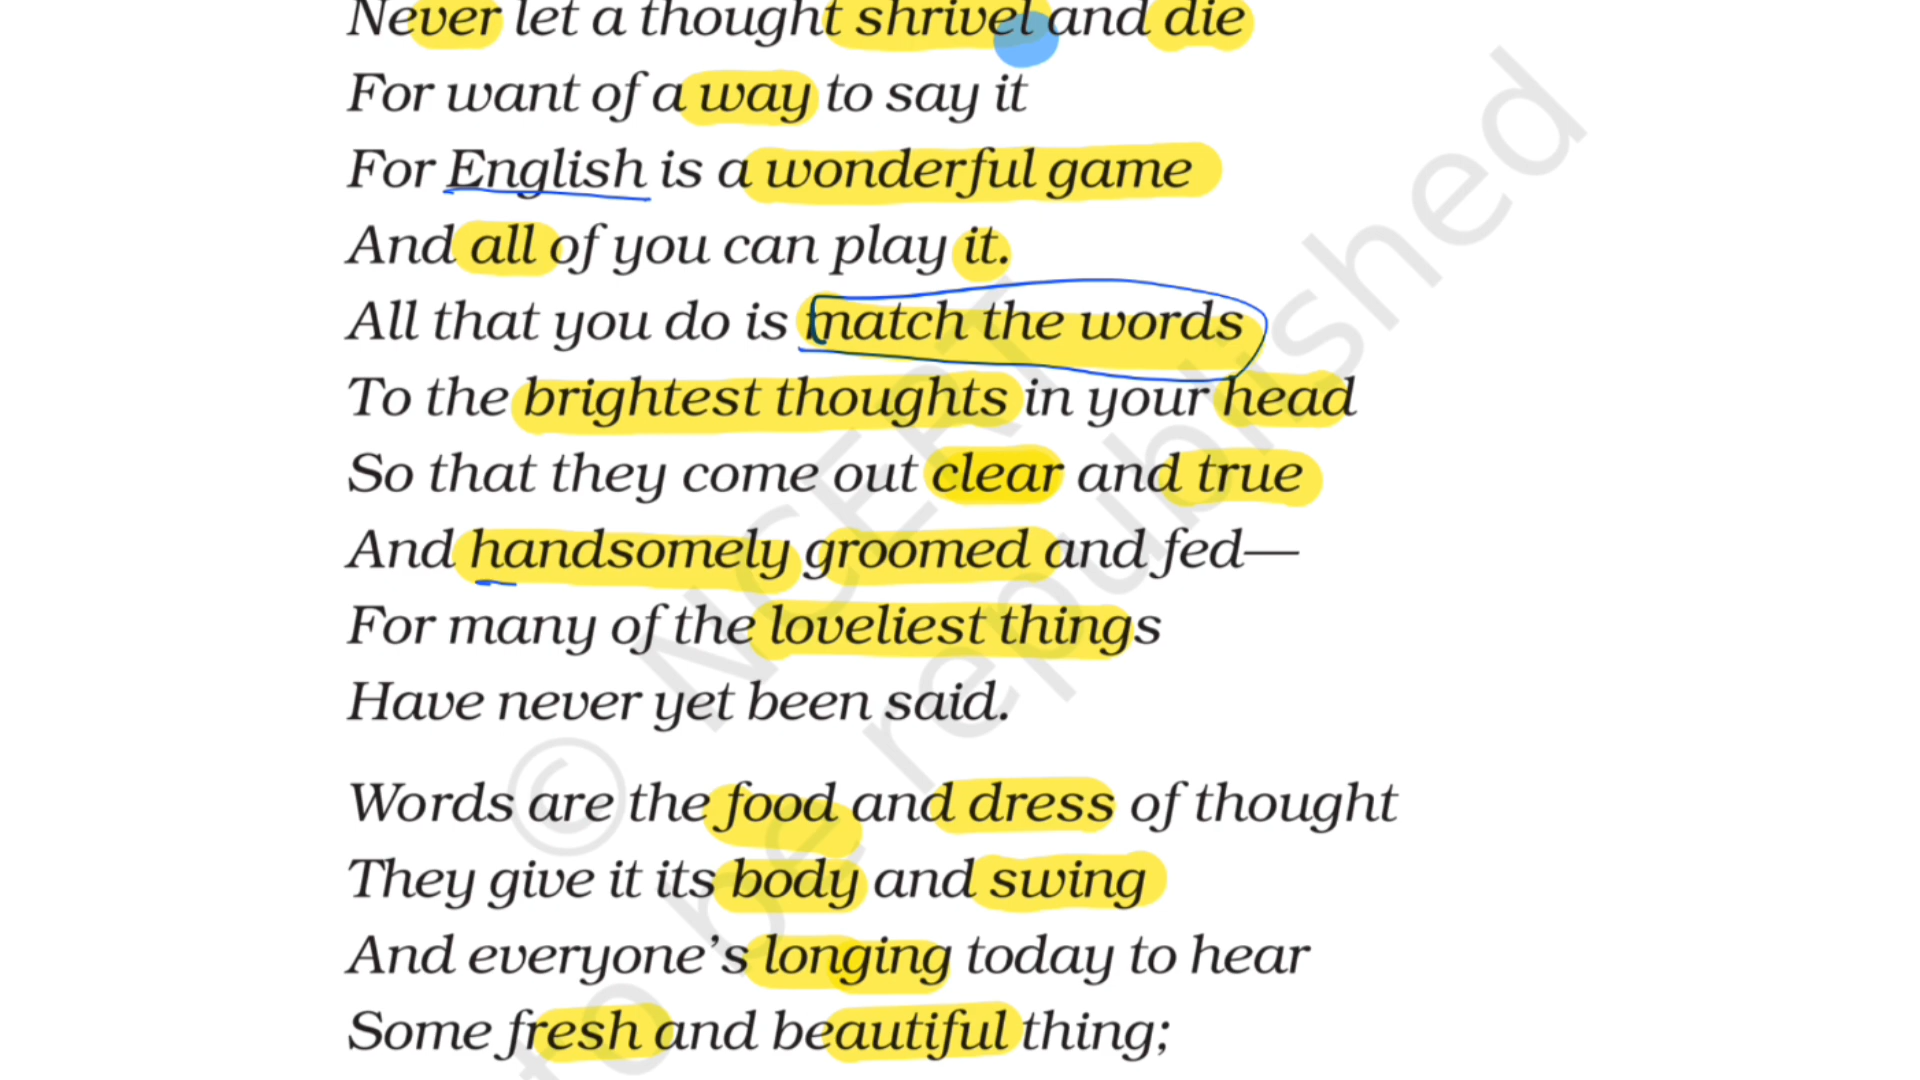 Never let a thought shrivel and die
For want of a way to say it
For English is a wonderful game
And all of you can play it.
All that you do is match the words
To the brightest thoughts in your head
So that they come out clear and true
And handsomely groomed and fed—
For many of the loveliest things
Have never yet been said.
Words are the food and dress of thought
They give it its body and swing
And everyone’s longing today to hear
Some fresh and beautiful thing;
© NCERT
to be republished